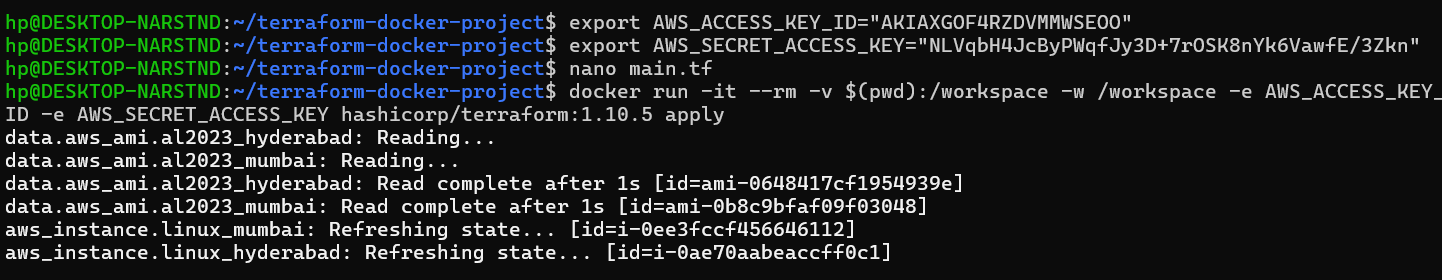 hp@DESKTOP-NARSTND:~/terraform-docker-project$ export AWS_ACCESS_KEY_ID="AKIAXGOF4RZDVMMWSEOO"
hp@DESKTOP-NARSTND:~/terraform-docker-project$ export AWS_SECRET_ACCESS_KEY="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"
hp@DESKTOP-NARSTND:~/terraform-docker-project$ nano main.tf
hp@DESKTOP-NARSTND:~/terraform-docker-project$ docker run -it --rm -v $(pwd):/workspace -w /workspace -e AWS_ACCESS_KEY_
ID -e AWS_SECRET_ACCESS_KEY hashicorp/terraform:1.10.5 apply
data.aws_ami.al2023_hyderabad: Reading...
data.aws_ami.al2023_mumbai: Reading...
data.aws_ami.al2023_hyderabad: Read complete after 1s [id=ami-0648417cf1954939e]
data.aws_ami.al2023_mumbai: Read complete after 1s [id=ami-0b8c9bfaf09f03048]
aws_instance.linux_mumbai: Refreshing state... [id=i-0ee3fccf456646112]
aws_instance.linux_hyderabad: Refreshing state... [id=i-0ae70aabeaccff0c1]